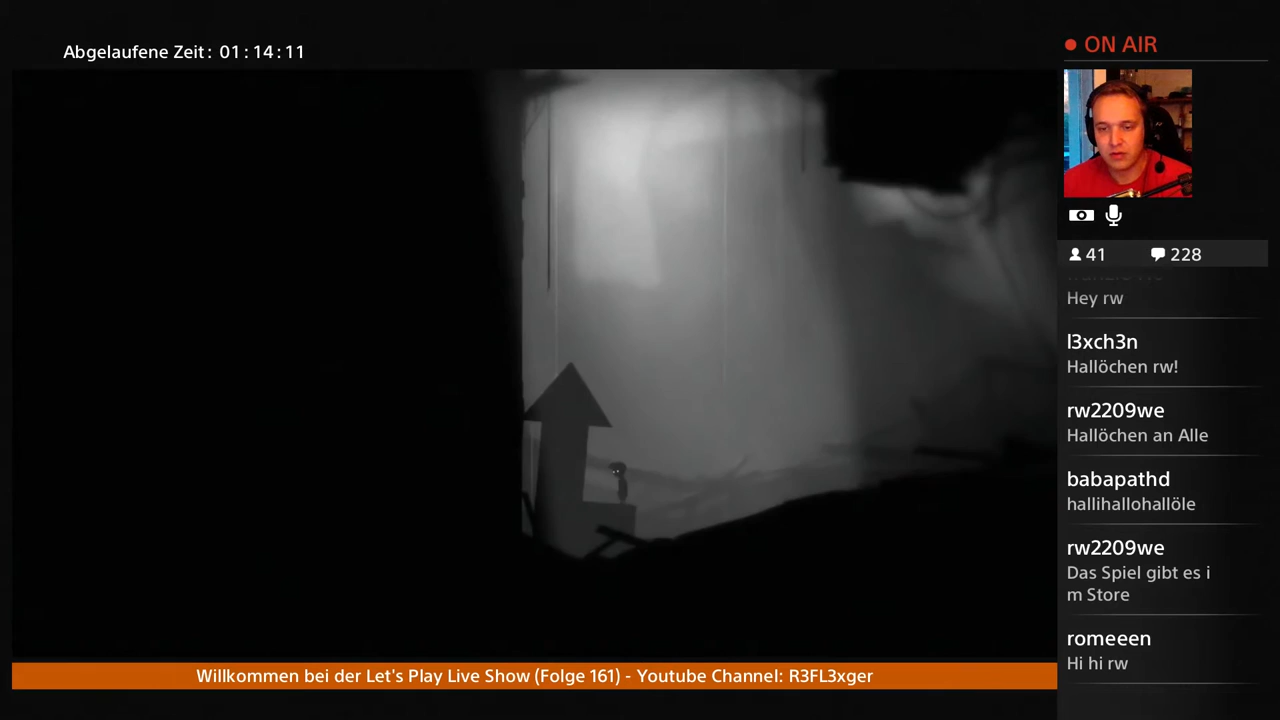 Abgelaufene Zeit: 01:14:11
ON AIR
41 228
Hey rw
l3xch3n
Hallöchen rw!
rw2209we
Hallöchen an Alle
babapathd
hallihallohallöle
rw2209we
Das Spiel gibt es i
m Store
romeeen
Hi hi rw
Willkommen bei der Let's Play Live Show (Folge 161) - Youtube Channel: R3FL3xger